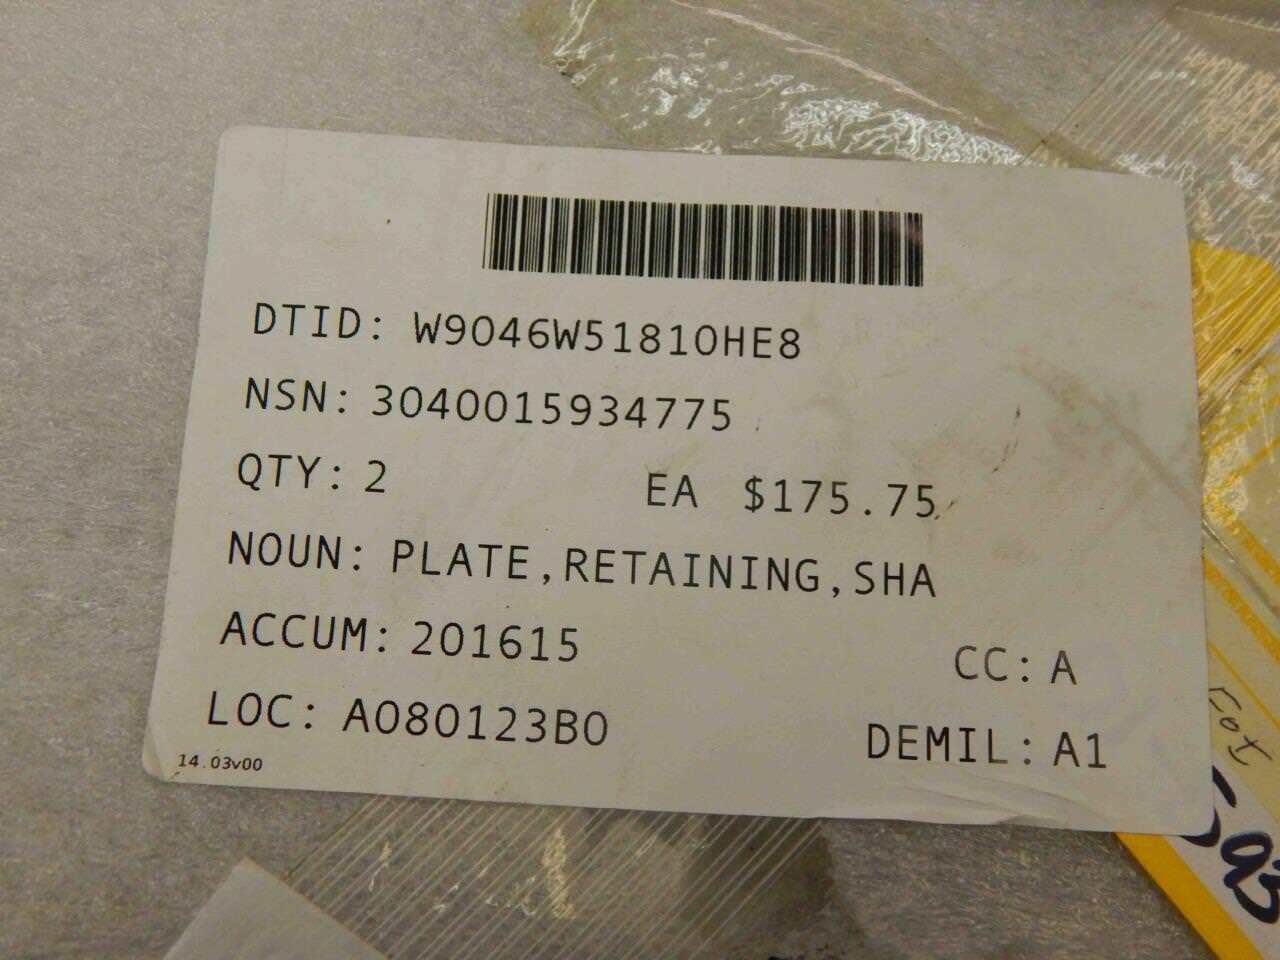 DTID: W9046W51810HE8
NSN: 3040015934775
QTY: 2 EA $175.75
NOUN: PLATE,RETAINING,SHA
ACCUM: 201615 CC: A
LOC: A080123B0 DEMIL: A1
14.03v00